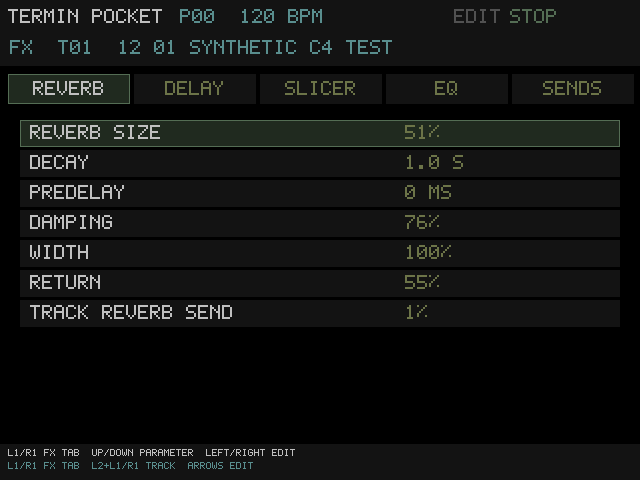 TERMIN POCKET P00 120 BPM EDIT STOP
FX T01 12 01 SYNTHETIC C4 TEST
REVERB DELAY SLICER EQ SENDS
REVERB SIZE 51%
DECAY 1.0 S
PREDELAY 0 MS
DAMPING 76%
WIDTH 100%
RETURN 55%
TRACK REVERB SEND 1%
L1/R1 FX TAB UP/DOWN PARAMETER LEFT/RIGHT EDIT
L1/R1 FX TAB L2+L1/R1 TRACK ARROWS EDIT